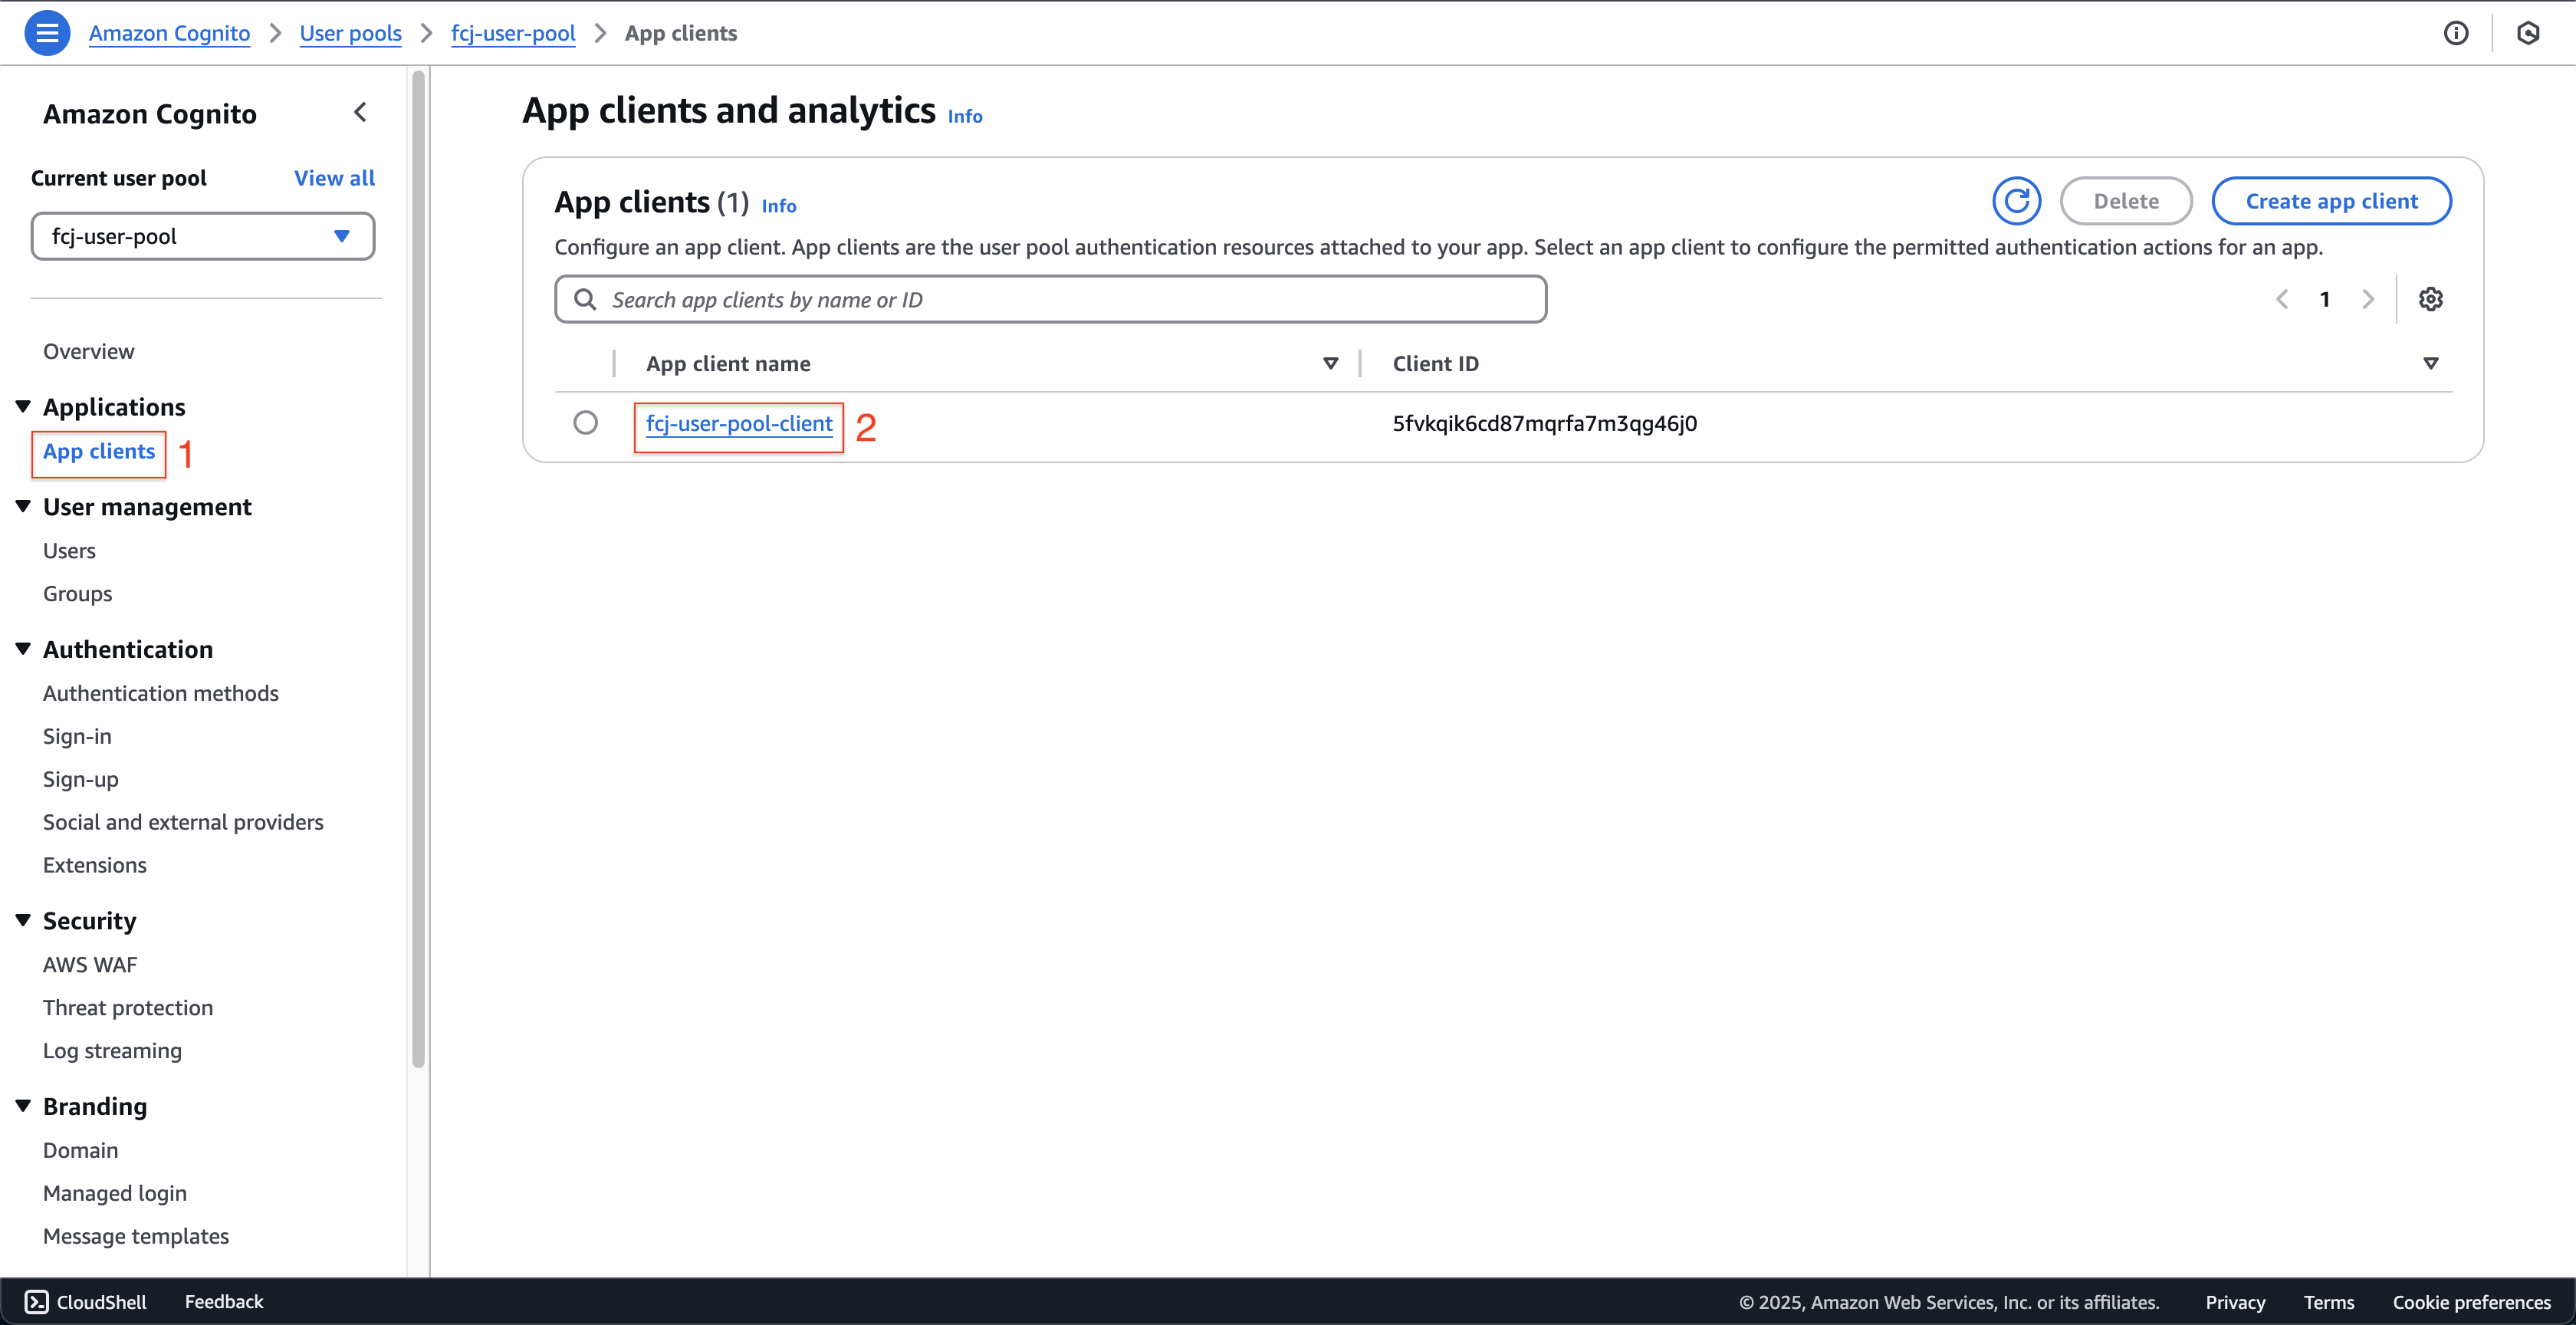 Amazon Cognito > User pools > fcj-user-pool > App clients
Amazon Cognito
Current user pool View all
fcj-user-pool
Overview
Applications
App clients 1
User management
Users
Groups
Authentication
Authentication methods
Sign-in
Sign-up
Social and external providers
Extensions
Security
AWS WAF
Threat protection
Log streaming
Branding
Domain
Managed login
Message templates
App clients and analytics Info
App clients (1) Info
Delete Create app client
Configure an app client. App clients are the user pool authentication resources attached to your app. Select an app client to configure the permitted authentication actions for an app.
Search app clients by name or ID
1
App client name Client ID
fcj-user-pool-client 2 5fvkqik6cd87mqrfa7m3qg46j0
CloudShell Feedback © 2025, Amazon Web Services, Inc. or its affiliates. Privacy Terms Cookie preferences